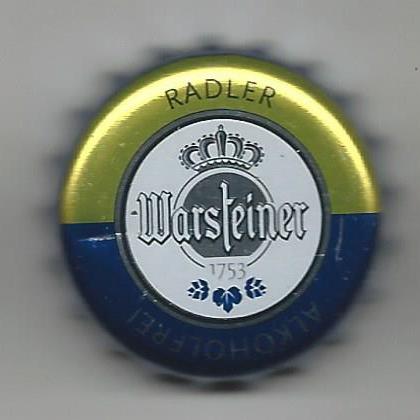 RADLER
Warsteiner
1753
ALKOHOLFREI